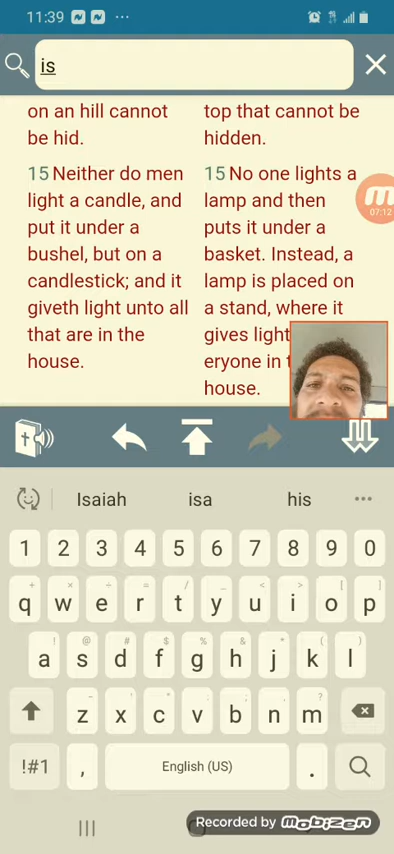 11:39 N N ...
is
on an hill cannot
be hid.
15 Neither do men
light a candle, and
put it under a
bushel, but on a
candlestick; and it
giveth light unto all
that are in the
house.
top that cannot be
hidden.
15 No one lights a
lamp and then
puts it under a
basket. Instead, a
lamp is placed on
a stand, where it
gives light
eryone in
house.
07:12
Isaiah isa his ...
1 2 3 4 5 6 7 8 9 0
q w e r t y u i o p
a s d f g h j k l
z x c v b n m
!#1 , English (US) .
Recorded by mobizen